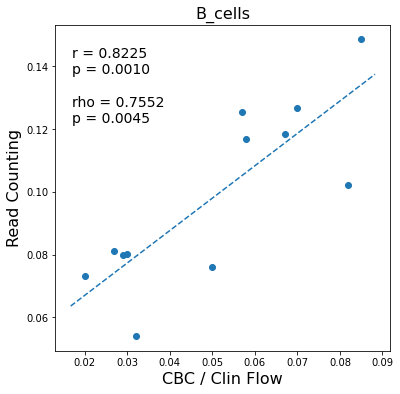 B_cells
r = 0.8225
p = 0.0010
rho = 0.7552
p = 0.0045
Read Counting
0.14
0.12
0.10
0.08
0.06
0.02 0.03 0.04 0.05 0.06 0.07 0.08 0.09
CBC / Clin Flow